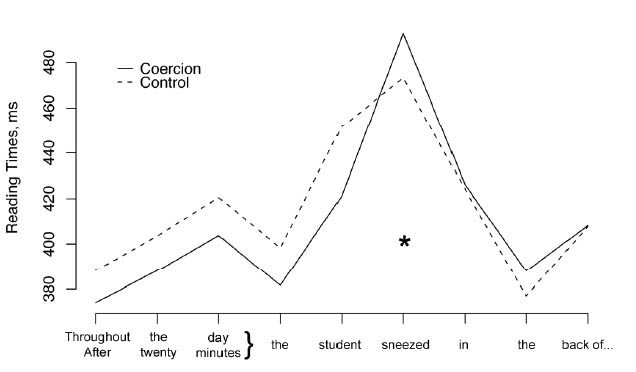 Reading Times, ms
480
460
440
420
400
380
Coercion
Control
*
Throughout the day } the student sneezed in the back of...
After twenty minutes